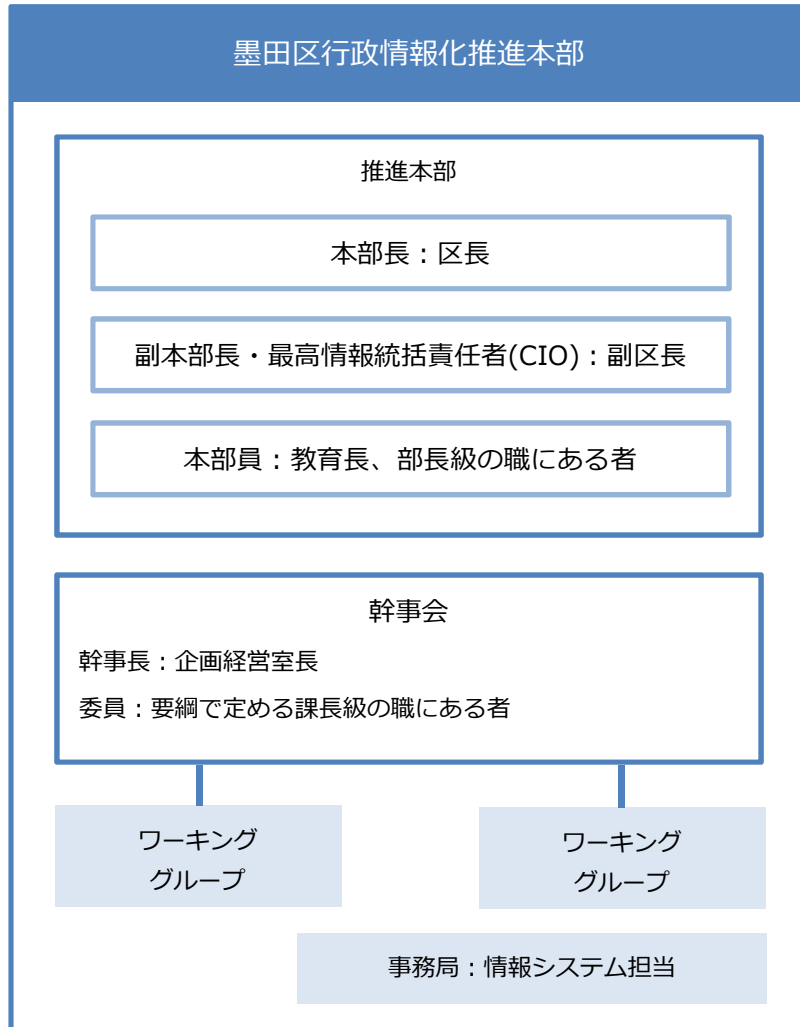 墨田区行政情報化推進本部
推進本部
本部長：区長
副本部長・最高情報統括責任者(CIO)：副区長
本部員：教育長、部長級の職にある者
幹事会
幹事長：企画経営室長
委員：要綱で定める課長級の職にある者
ワーキング
グループ
ワーキング
グループ
事務局：情報システム担当